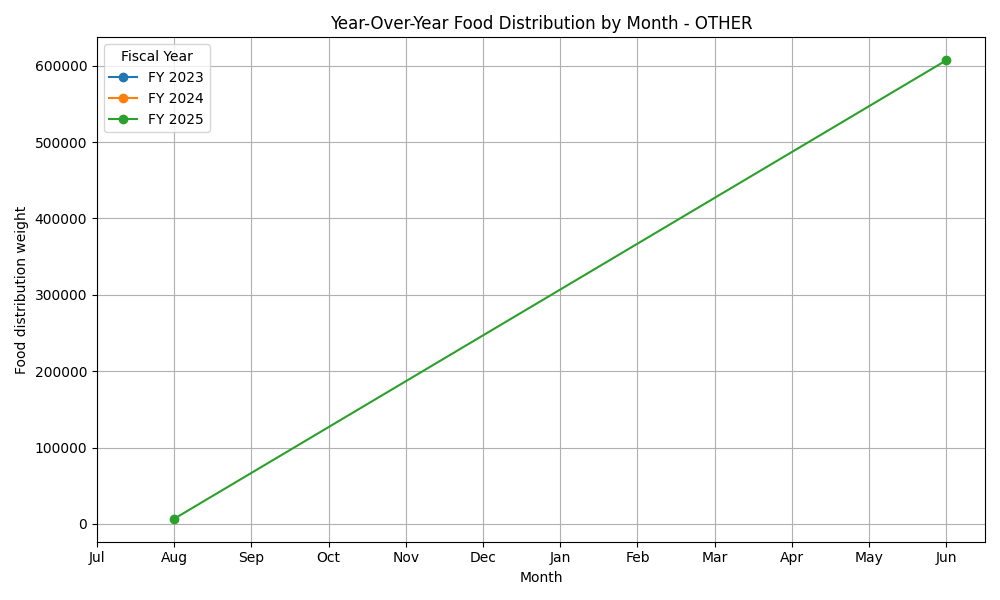 Year-Over-Year Food Distribution by Month - OTHER
Fiscal Year
FY 2023
FY 2024
FY 2025
600000
500000
400000
300000
200000
100000
0
Food distribution weight
Jul Aug Sep Oct Nov Dec Jan Feb Mar Apr May Jun
Month